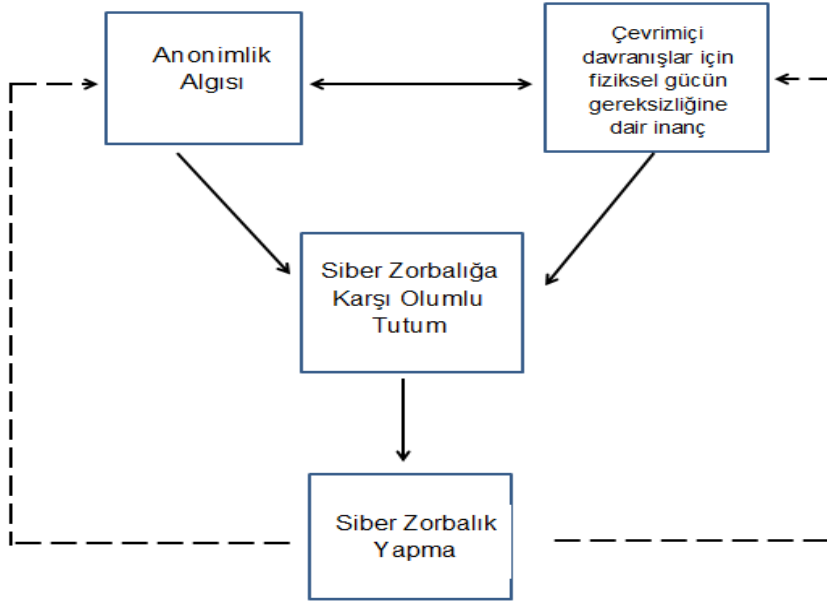 Anonimlik
Algısı
Çevrimiçi
davranışlar için
fiziksel gücün
gereksizliğine
dair inanç
Siber Zorbalığa
Karşı Olumlu
Tutum
Siber Zorbalık
Yapma